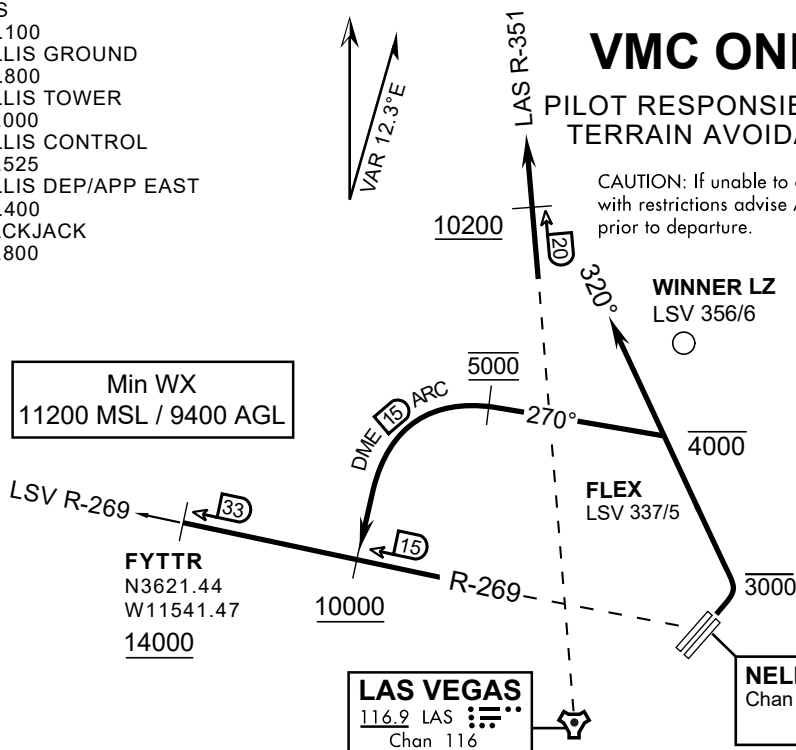 .100
LLIS GROUND
.800
LLIS TOWER
.000
LLIS CONTROL
.525
LLIS DEP/APP EAST
.400
CKJACK
.800
VAR 12.3°E
LAS R-351
VMC ON
PILOT RESPONSIB
TERRAIN AVOIDA
CAUTION: If unable to
with restrictions advise
prior to departure.
10200
20
320°
WINNER LZ
LSV 356/6
Min WX
11200 MSL / 9400 AGL
5000
DME 15 ARC
270°
4000
FLEX
LSV 337/5
LSV R-269
33
FYTTR
N3621.44
W11541.47
14000
15
10000
R-269
3000
NEL
Chan
LAS VEGAS
116.9 LAS
Chan 116